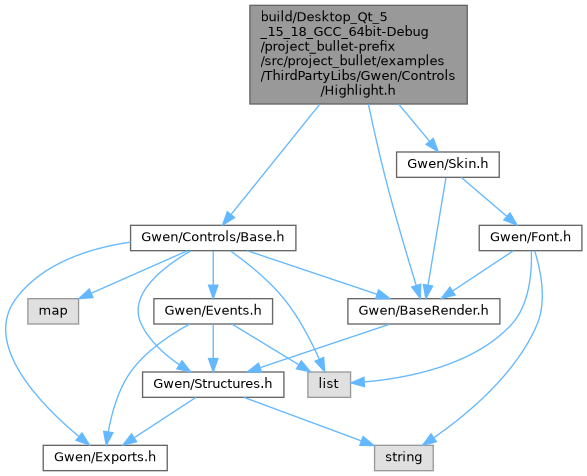 build/Desktop_Qt_5
_15_18_GCC_64bit-Debug
/project_bullet-prefix
/src/project_bullet/examples
/ThirdPartyLibs/Gwen/Controls
/Highlight.h
Gwen/Skin.h
Gwen/Controls/Base.h
Gwen/Font.h
map
Gwen/Events.h
Gwen/BaseRender.h
Gwen/Structures.h
list
Gwen/Exports.h
string